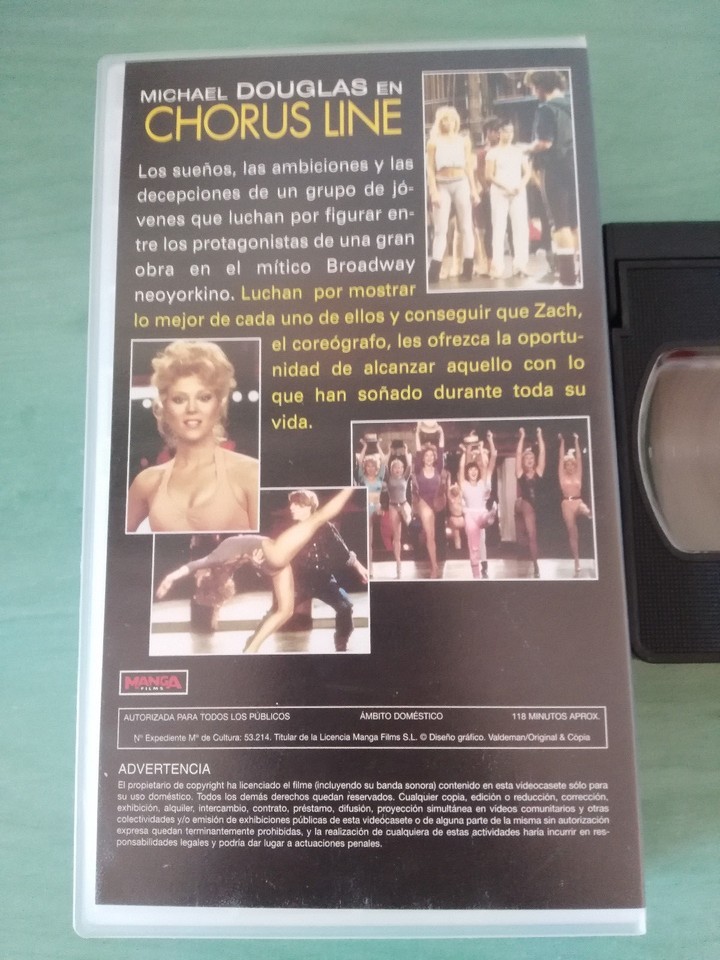 MICHAEL DOUGLAS EN
CHORUS LINE
Los sueños, las ambiciones y las
decepciones de un grupo de jó-
venes que luchan por figurar en-
tre los protagonistas de una gran
obra en el mítico Broadway
neoyorkino. Luchan por mostrar
lo mejor de cada uno de ellos y conseguir que Zach,
el coreógrafo, les ofrezca la oportu-
nidad de alcanzar aquello con lo
que han soñado durante toda su
vida.
MANGA
FILMS
AUTORIZADA PARA TODOS LOS PÚBLICOS ÁMBITO DOMÉSTICO 118 MINUTOS APROX.
Nº Expediente Mº de Cultura: 53.214. Titular de la Licencia Manga Films S.L. © Diseño gráfico. Valdeman/Original & Còpia
ADVERTENCIA
El propietario de copyright ha licenciado el filme (incluyendo su banda sonora) contenido en esta videocasete sólo para
su uso doméstico. Todos los demás derechos quedan reservados. Cualquier copia, edición o reducción, corrección,
exhibición, alquiler, intercambio, contrato, préstamo, difusión, proyección simultánea en vídeos comunitarios y otras
colectividades y/o emisión de exhibiciones públicas de esta videócasete o de alguna parte de la misma sin autorización
expresa quedan terminantemente prohibidas, y la realización de cualquiera de estas actividades haría incurrir en res-
ponsabilidades legales y podría dar lugar a actuaciones penales.